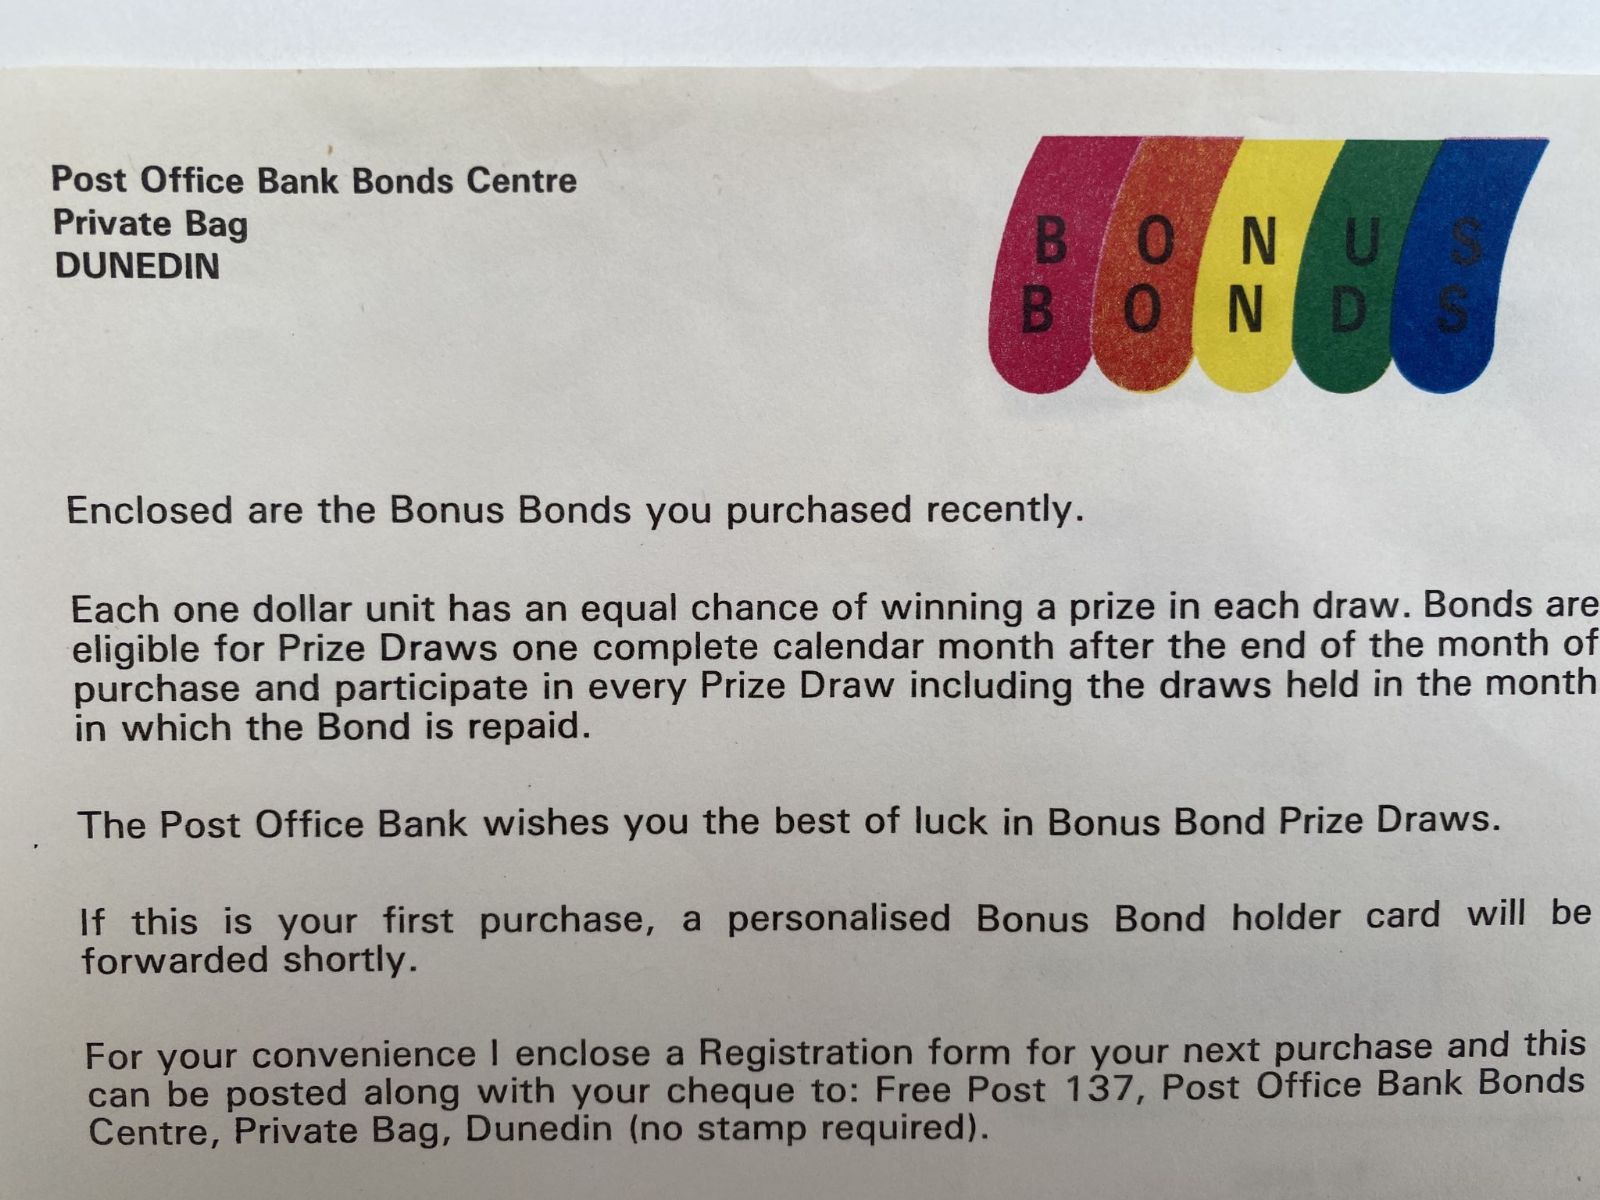 Post Office Bank Bonds Centre
Private Bag
DUNEDIN
BONUS
BONDS
Enclosed are the Bonus Bonds you purchased recently.
Each one dollar unit has an equal chance of winning a prize in each draw. Bonds are
eligible for Prize Draws one complete calendar month after the end of the month of
purchase and participate in every Prize Draw including the draws held in the month
in which the Bond is repaid.
The Post Office Bank wishes you the best of luck in Bonus Bond Prize Draws.
If this is your first purchase, a personalised Bonus Bond holder card will be
forwarded shortly.
For your convenience I enclose a Registration form for your next purchase and this
can be posted along with your cheque to: Free Post 137, Post Office Bank Bonds
Centre, Private Bag, Dunedin (no stamp required).